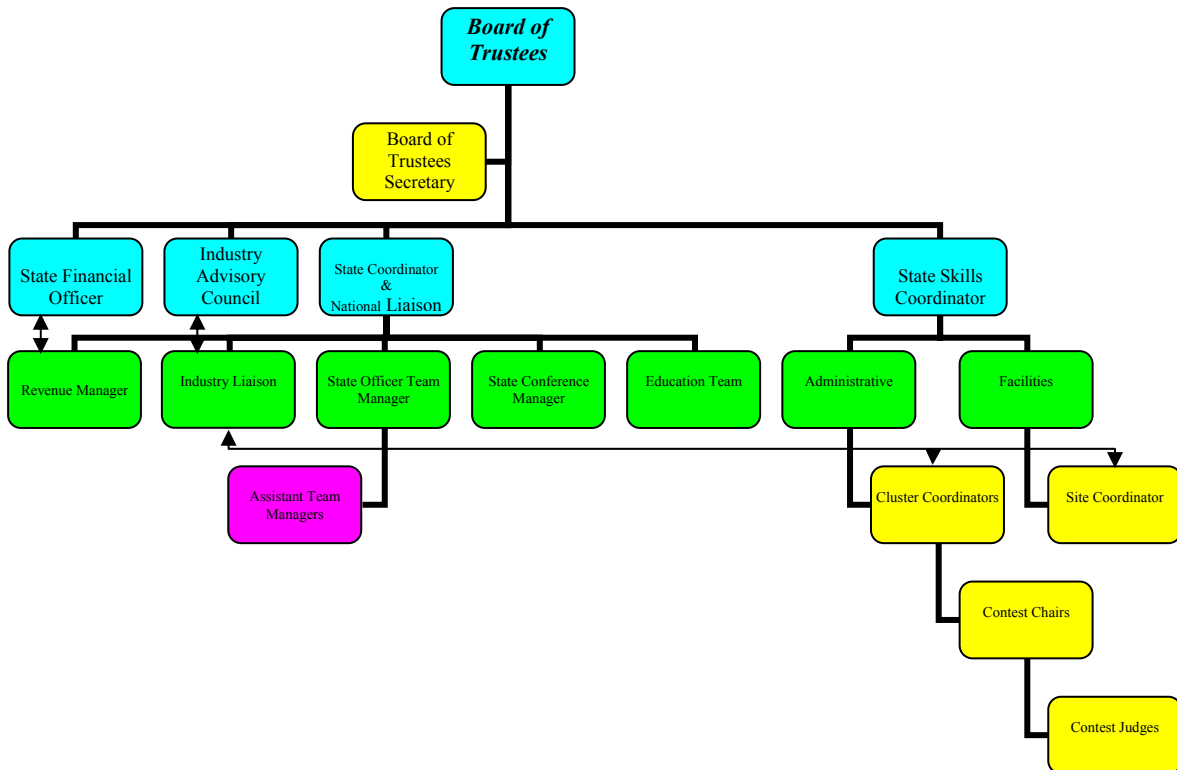 Board of
Trustees
Board of
Trustees
Secretary
State Financial
Officer
Industry
Advisory
Council
State Coordinator
&
National Liaison
State Skills
Coordinator
Revenue Manager
Industry Liaison
State Officer Team
Manager
State Conference
Manager
Education Team
Administrative
Facilities
Assistant Team
Managers
Cluster Coordinators
Site Coordinator
Contest Chairs
Contest Judges